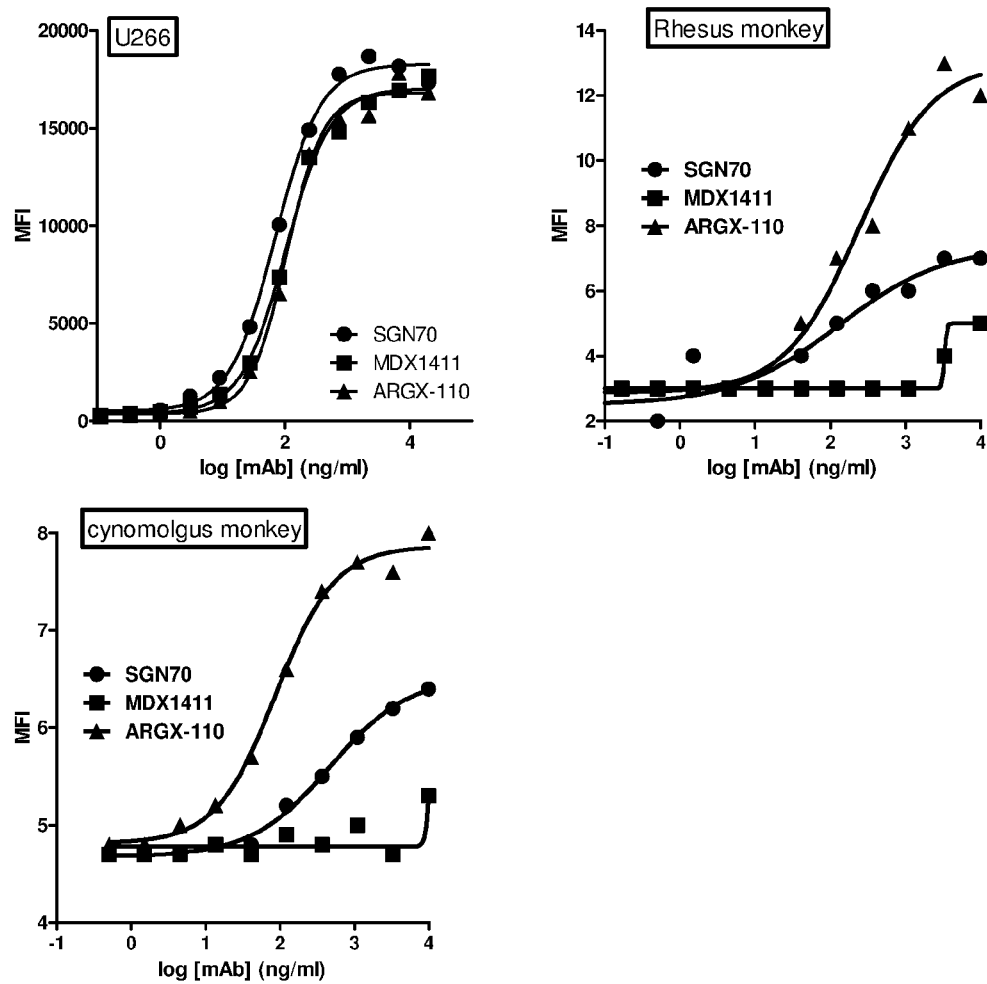 U266
20000
15000
10000
5000
0
MFI
SGN70
MDX1411
ARGX-110
0 2 4
log [mAb] (ng/ml)
Rhesus monkey
14
12
10
8
6
4
2
MFI
SGN70
MDX1411
ARGX-110
-1 0 1 2 3 4
log [mAb] (ng/ml)
cynomolgus monkey
8
7
6
5
4
MFI
SGN70
MDX1411
ARGX-110
-1 0 1 2 3 4
log [mAb] (ng/ml)